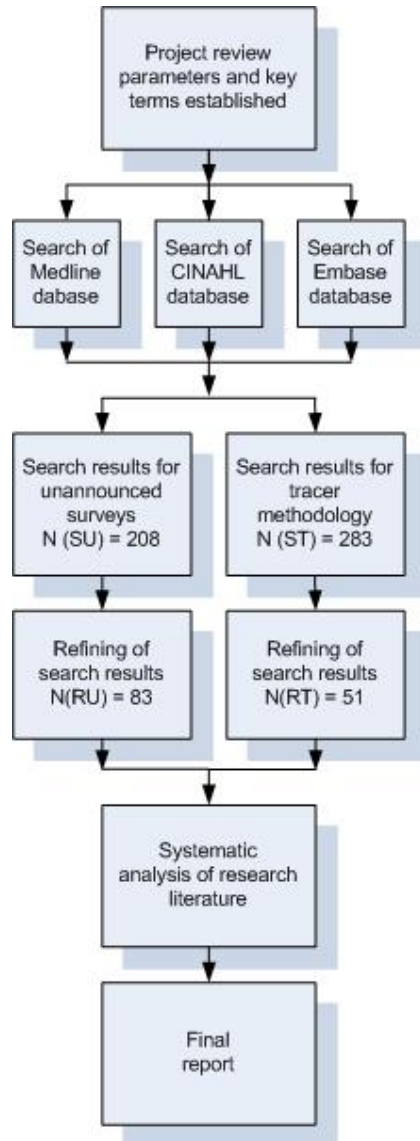 Project review
parameters and key
terms established
Search of
Medline
dabase
Search of
CINAHL
database
Search of
Embase
database
Search results for
unannounced
surveys
N (SU) = 208
Search results for
tracer
methodology
N (ST) = 283
Refining of
search results
N(RU) = 83
Refining of
search results
N(RT) = 51
Systematic
analysis of research
literature
Final
report